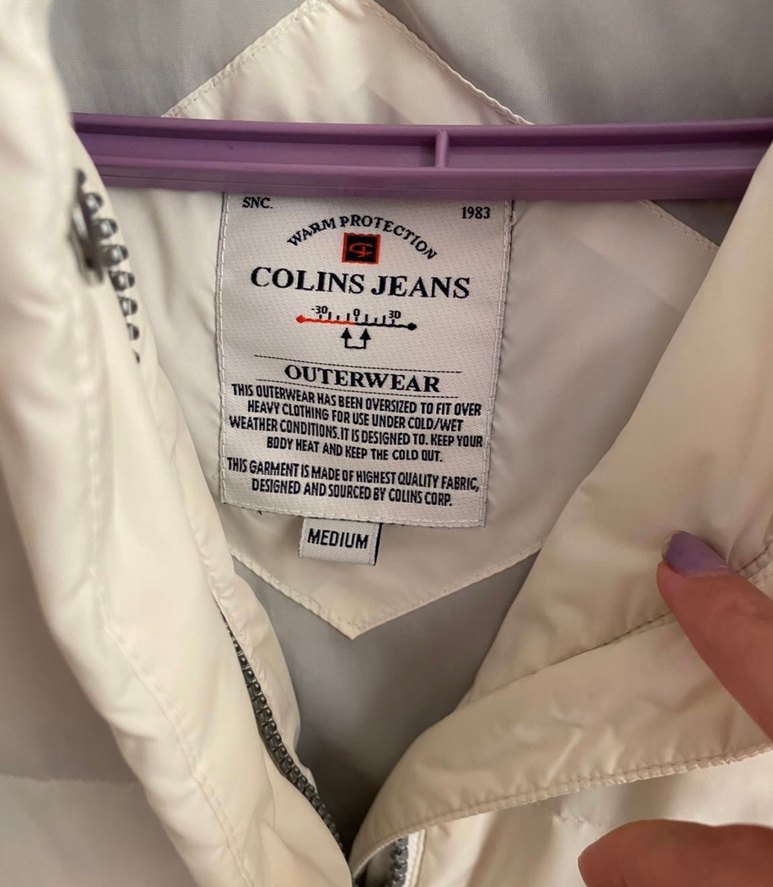 SNC.
1983
WARM PROTECTION
COLINS JEANS
-30 0 30
OUTERWEAR
THIS OUTERWEAR HAS BEEN OVERSIZED TO FIT OVER
HEAVY CLOTHING FOR USE UNDER COLD/WET
WEATHER CONDITIONS.IT IS DESIGNED TO. KEEP YOUR
BODY HEAT AND KEEP THE COLD OUT.
THIS GARMENT IS MADE OF HIGHEST QUALITY FABRIC,
DESIGNED AND SOURCED BY COLINS CORP.
MEDIUM